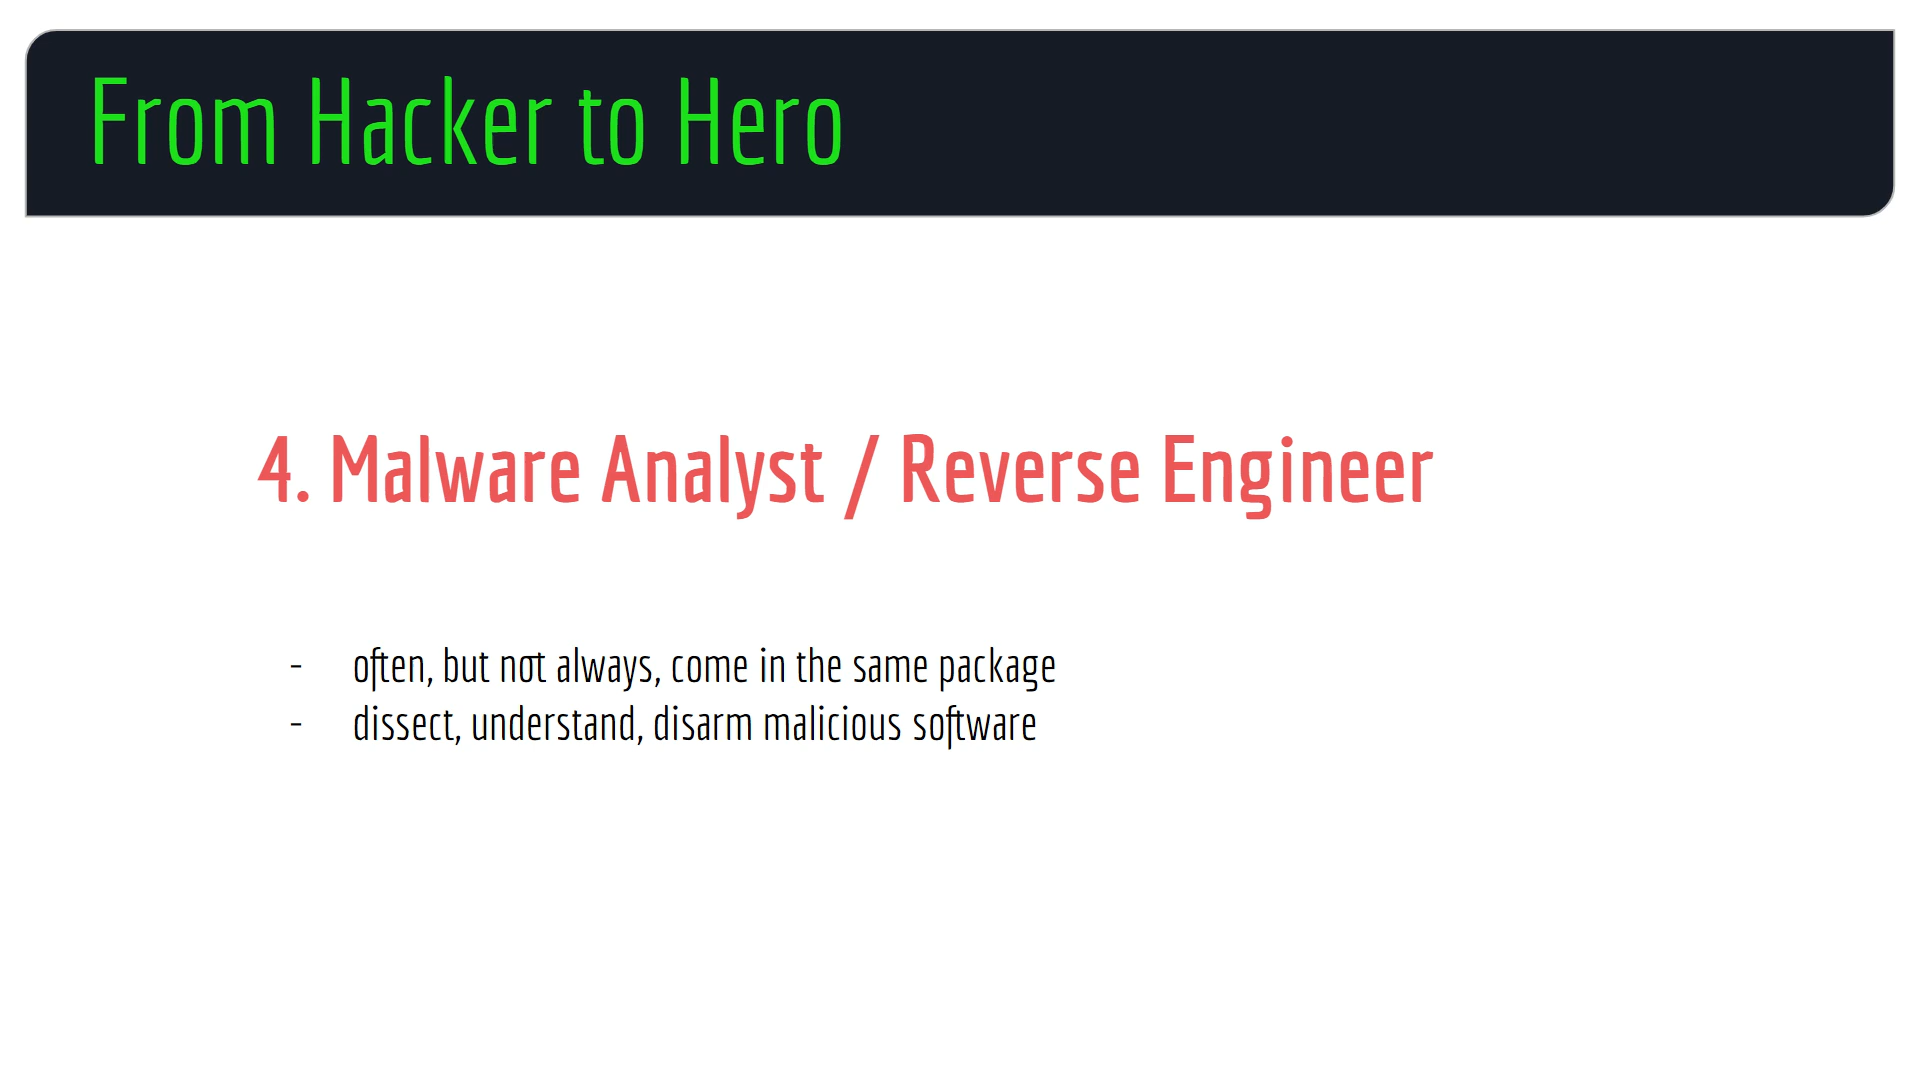 From Hacker to Hero
4. Malware Analyst / Reverse Engineer
- often, but not always, come in the same package
- dissect, understand, disarm malicious software